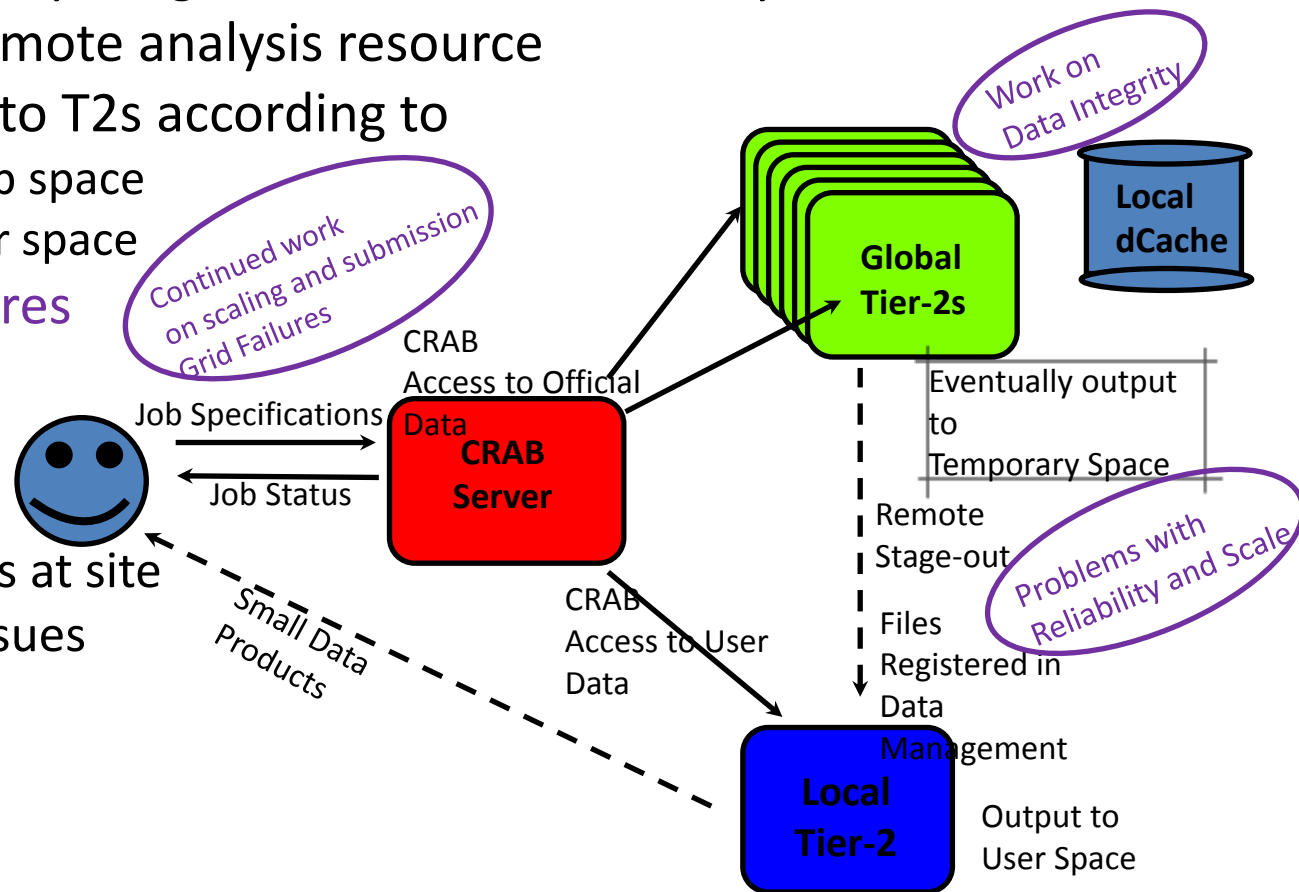 mote analysis resource
to T2s according to
space
space
Work on
Data Integrity
Local
dCache
Continued work
on scaling and submission
Grid Failures
Global
Tier-2s
CRAB
Access to Official
Data
Job Specifications
CRAB
Server
Job Status
Eventually output
to
Temporary Space
Remote
Stage-out
Problems with
Reliability and Scale
s at site
sues
Small Data
Products
CRAB
Access to User
Data
Files
Registered in
Data
Management
Local
Tier-2
Output to
User Space